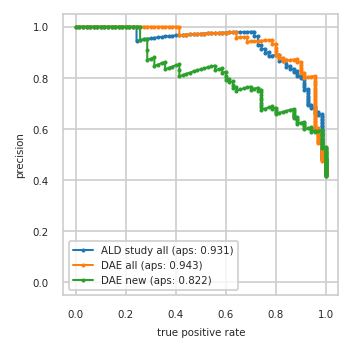 1.0
0.8
0.6
0.4
0.2
0.0
precision
ALD study all (aps: 0.931)
DAE all (aps: 0.943)
DAE new (aps: 0.822)
0.0 0.2 0.4 0.6 0.8 1.0
true positive rate